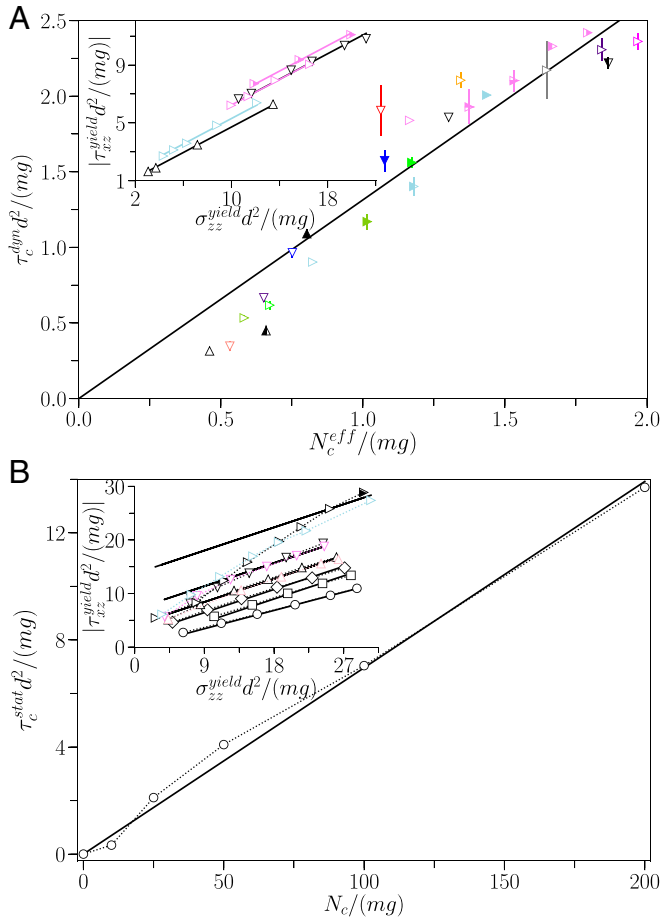 A
2.5
2.0
1.5
1.0
0.5
0.0
τ_c^{dyn}d²/(mg)
0.0 0.5 1.0 1.5 2.0
N_c^{eff}/(mg)
11
9
5
1
|τ_{xz}^{yield}d²/(mg)|
2 10 18
σ_{zz}^{yield}d²/(mg)
B
12
8
4
0
τ_c^{stat}d²/(mg)
0 50 100 150 200
N_c/(mg)
30
20
10
0
|τ_{xz}^{yield}d²/(mg)|
0 9 18 27
σ_{zz}^{yield}d²/(mg)